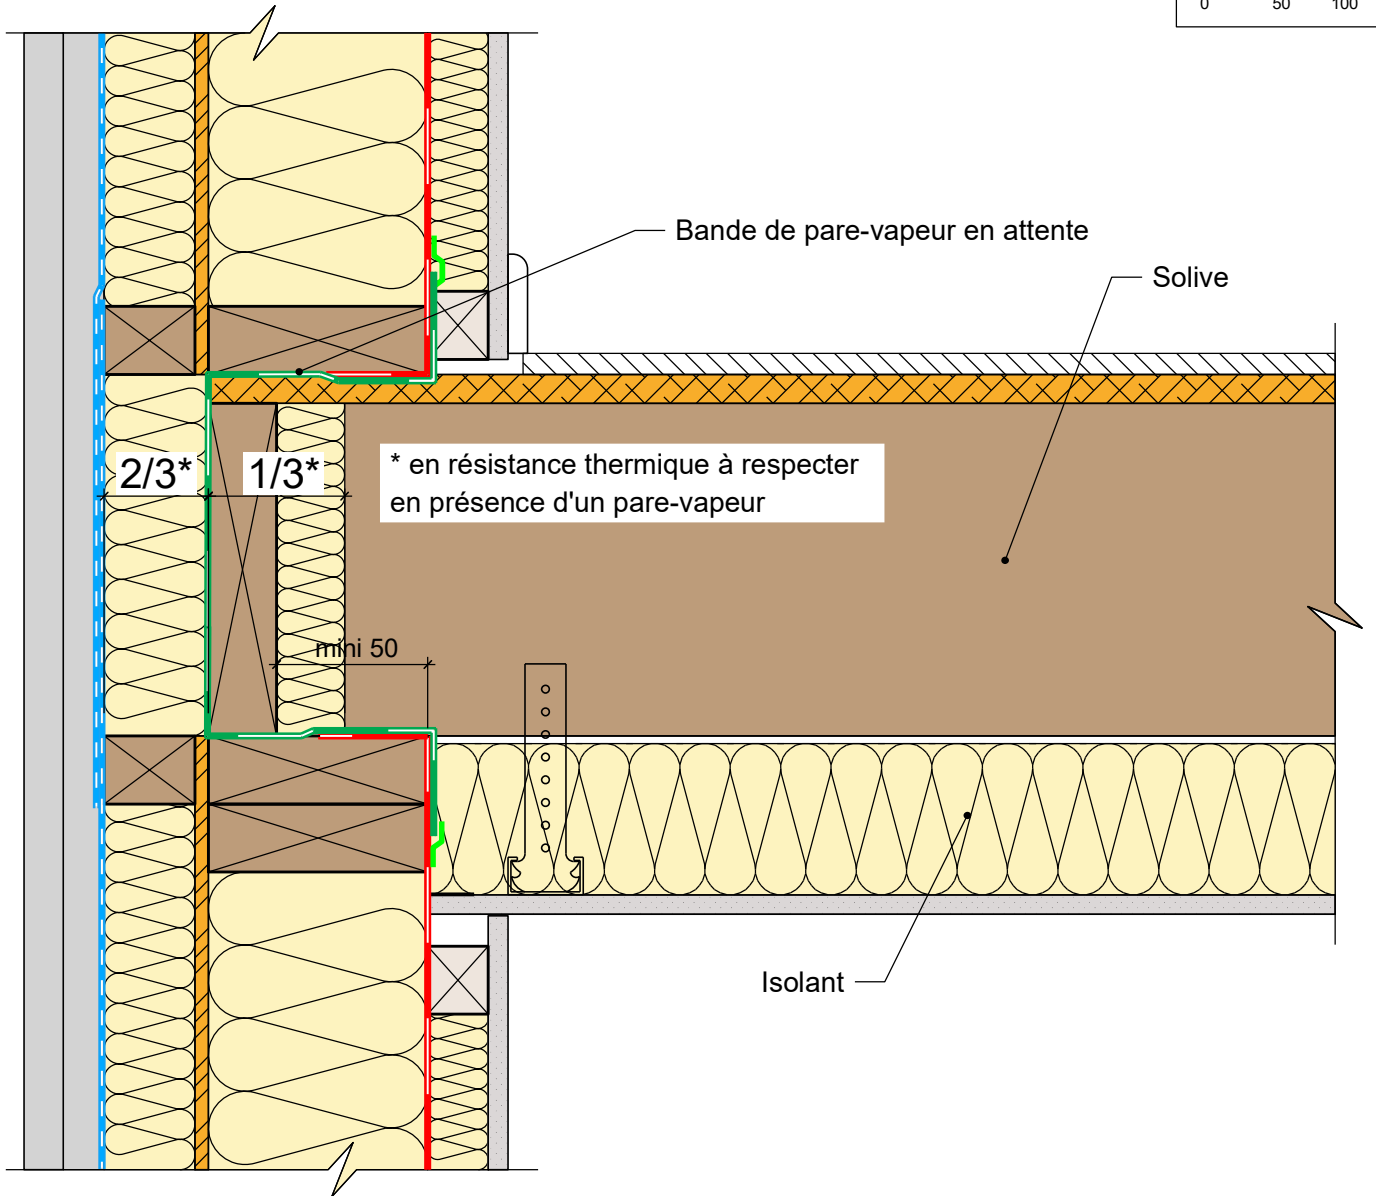 0 50 100
Bande de pare-vapeur en attente
Solive
2/3* 1/3*
* en résistance thermique à respecter
en présence d'un pare-vapeur
mini 50
Isolant